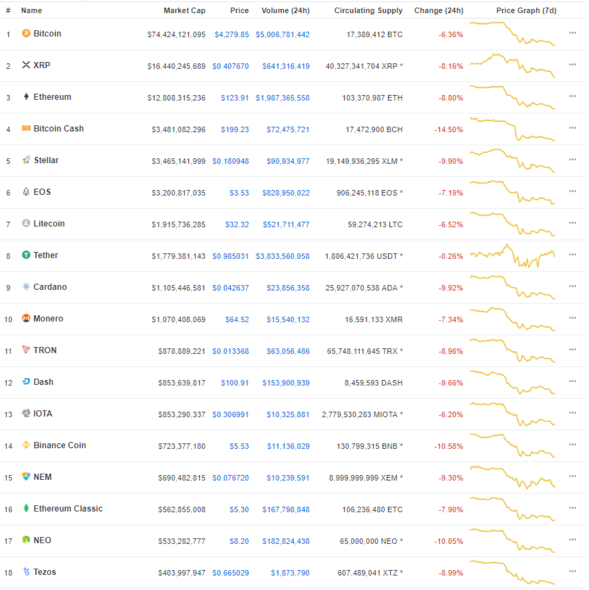 # Name Market Cap Price Volume (24h) Circulating Supply Change (24h) Price Graph (7d)
1 Bitcoin $74,424,121,095 $4,279.85 $5,006,781,442 17,389,412 BTC -6.36%
2 XRP $16,440,245,689 $0.407670 $641,316,419 40,327,341,704 XRP * -8.16%
3 Ethereum $12,808,315,236 $123.91 $1,987,365,558 103,370,987 ETH -8.80%
4 Bitcoin Cash $3,481,082,296 $199.23 $72,475,721 17,472,900 BCH -14.50%
5 Stellar $3,465,141,999 $0.180948 $90,934,977 19,149,936,295 XLM * -9.90%
6 EOS $3,200,817,035 $3.53 $828,950,022 906,245,118 EOS * -7.19%
7 Litecoin $1,915,736,285 $32.32 $521,711,477 59,274,213 LTC -6.52%
8 Tether $1,779,381,143 $0.985031 $3,833,560,058 1,806,421,736 USDT * -0.26%
9 Cardano $1,105,446,581 $0.042637 $23,856,358 25,927,070,538 ADA * -9.92%
10 Monero $1,070,408,069 $64.52 $15,540,132 16,591,133 XMR -7.34%
11 TRON $878,889,221 $0.013368 $63,056,486 65,748,111,645 TRX * -8.96%
12 Dash $853,639,817 $100.91 $153,900,939 8,459,593 DASH -9.66%
13 IOTA $853,290,337 $0.306991 $10,325,881 2,779,530,283 MIOTA * -6.20%
14 Binance Coin $723,377,180 $5.53 $11,136,029 130,799,315 BNB * -10.58%
15 NEM $690,482,815 $0.076720 $10,239,591 8,999,999,999 XEM * -9.30%
16 Ethereum Classic $562,855,008 $5.30 $167,798,848 106,236,480 ETC -7.90%
17 NEO $533,282,777 $8.20 $182,824,438 65,000,000 NEO * -10.05%
18 Tezos $403,997,947 $0.665029 $1,873,790 607,489,041 XTZ * -8.99%